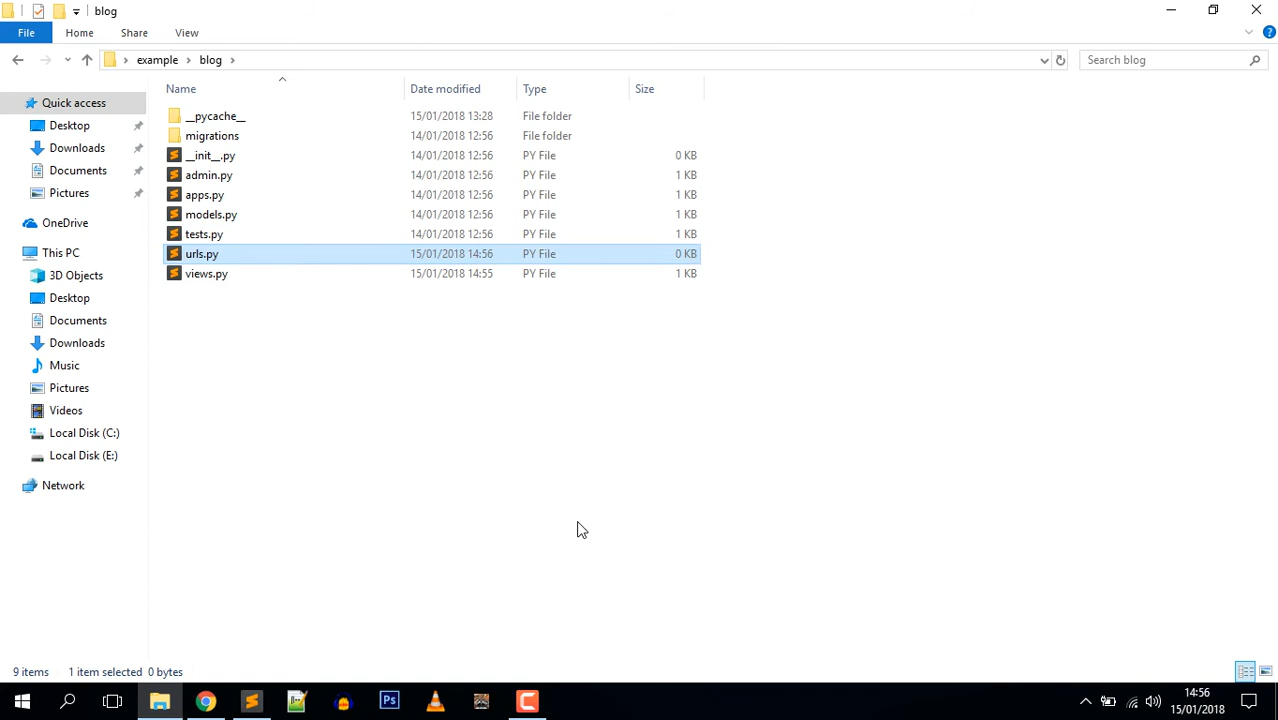 blog
File Home Share View
example blog Search blog
Name Date modified Type Size
Quick access
Desktop
Downloads
Documents
Pictures
OneDrive
This PC
3D Objects
Desktop
Documents
Downloads
Music
Pictures
Videos
Local Disk (C:)
Local Disk (E:)
Network
__pycache__ 15/01/2018 13:28 File folder
migrations 14/01/2018 12:56 File folder
__init__.py 14/01/2018 12:56 PY File 0 KB
admin.py 14/01/2018 12:56 PY File 1 KB
apps.py 14/01/2018 12:56 PY File 1 KB
models.py 14/01/2018 12:56 PY File 1 KB
tests.py 14/01/2018 12:56 PY File 1 KB
urls.py 15/01/2018 14:56 PY File 0 KB
views.py 15/01/2018 14:55 PY File 1 KB
9 items 1 item selected 0 bytes
Ps
14:56
15/01/2018